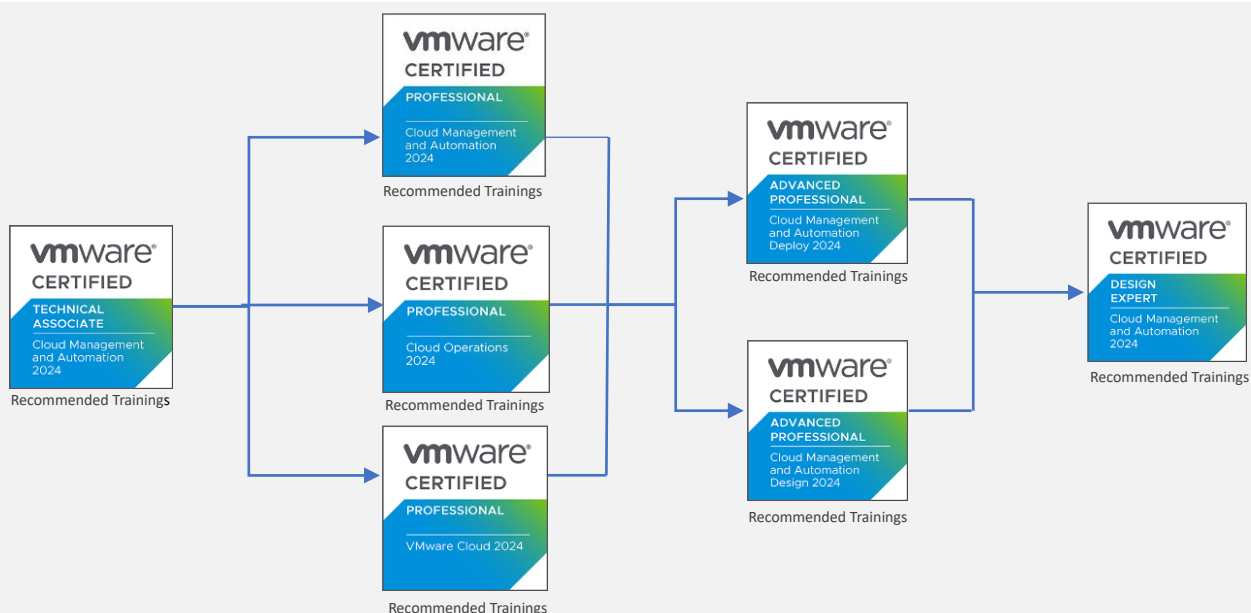 vmware®
CERTIFIED
TECHNICAL
ASSOCIATE
Cloud Management
and Automation
2024
Recommended Trainings
vmware®
CERTIFIED
PROFESSIONAL
Cloud Management
and Automation
2024
Recommended Trainings
vmware®
CERTIFIED
PROFESSIONAL
Cloud Operations
2024
Recommended Trainings
vmware®
CERTIFIED
PROFESSIONAL
VMware Cloud 2024
Recommended Trainings
vmware®
CERTIFIED
ADVANCED
PROFESSIONAL
Cloud Management
and Automation
Deploy 2024
Recommended Trainings
vmware®
CERTIFIED
ADVANCED
PROFESSIONAL
Cloud Management
and Automation
Design 2024
Recommended Trainings
vmware®
CERTIFIED
DESIGN
EXPERT
Cloud Management
and Automation
2024
Recommended Trainings